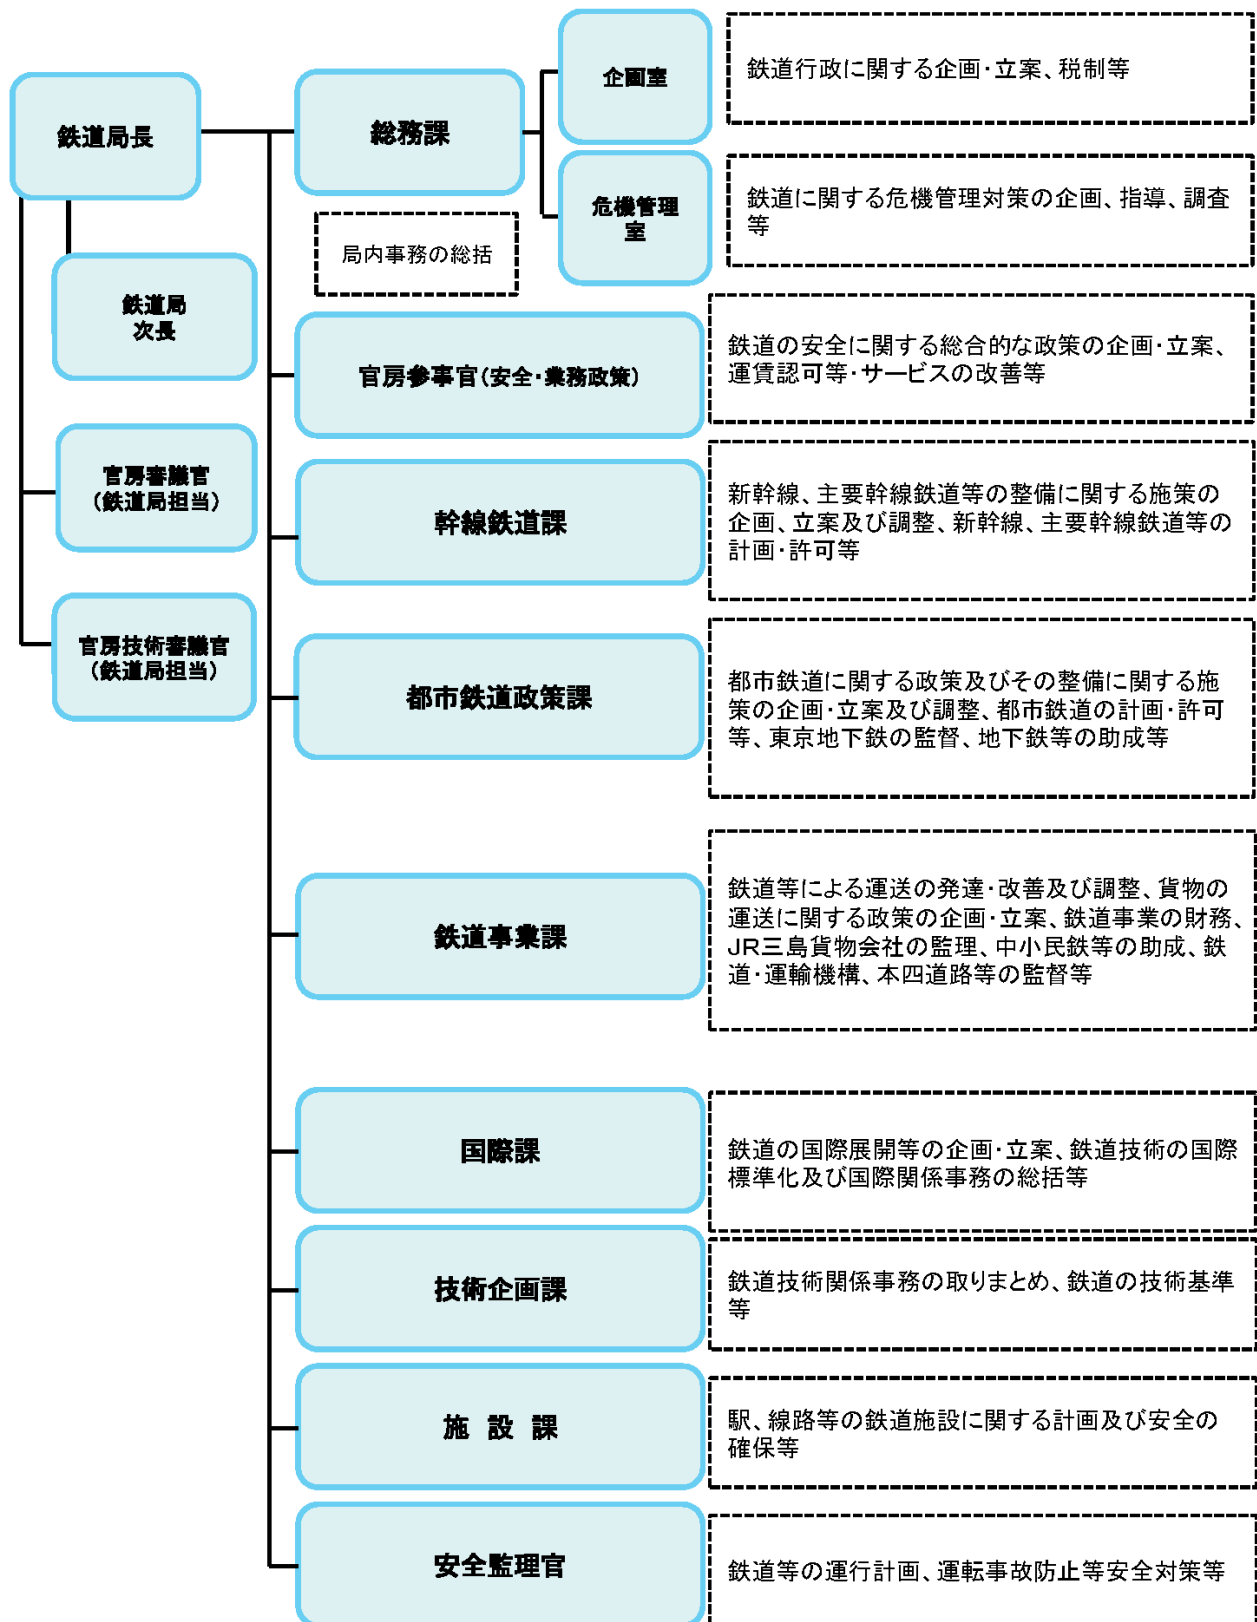 鉄道局長
鉄道局
次長
官房審議官
(鉄道局担当)
官房技術審議官
(鉄道局担当)
総務課
局内事務の総括
企画室
鉄道行政に関する企画・立案、税制等
危機管理
室
鉄道に関する危機管理対策の企画、指導、調査
等
官房参事官(安全・業務政策)
鉄道の安全に関する総合的な政策の企画・立案、
運賃認可等・サービスの改善等
幹線鉄道課
新幹線、主要幹線鉄道等の整備に関する施策の
企画、立案及び調整、新幹線、主要幹線鉄道等の
計画・許可等
都市鉄道政策課
都市鉄道に関する政策及びその整備に関する施
策の企画・立案及び調整、都市鉄道の計画・許可
等、東京地下鉄の監督、地下鉄等の助成等
鉄道事業課
鉄道等による運送の発達・改善及び調整、貨物の
運送に関する政策の企画・立案、鉄道事業の財務、
JR三島貨物会社の監理、中小民鉄等の助成、鉄
道・運輸機構、本四道路等の監督等
国際課
鉄道の国際展開等の企画・立案、鉄道技術の国際
標準化及び国際関係事務の総括等
技術企画課
鉄道技術関係事務の取りまとめ、鉄道の技術基準
等
施 設 課
駅、線路等の鉄道施設に関する計画及び安全の
確保等
安全監理官
鉄道等の運行計画、運転事故防止等安全対策等